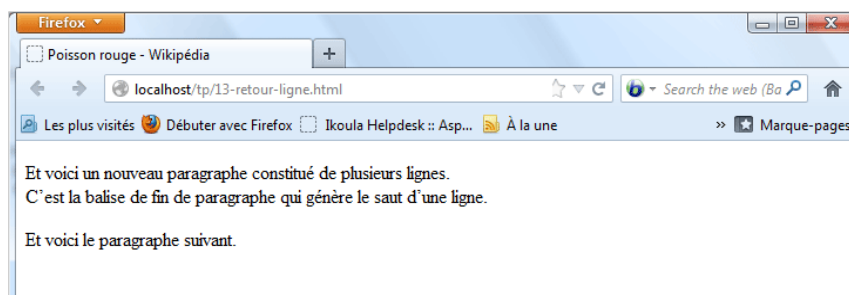 Firefox
Poisson rouge - Wikipédia
localhost/tp/13-retour-ligne.html
Search the web (Ba
Les plus visités Débuter avec Firefox Ikoula Helpdesk :: Asp... À la une » Marque-pages
Et voici un nouveau paragraphe constitué de plusieurs lignes.
C’est la balise de fin de paragraphe qui génère le saut d’une ligne.
Et voici le paragraphe suivant.